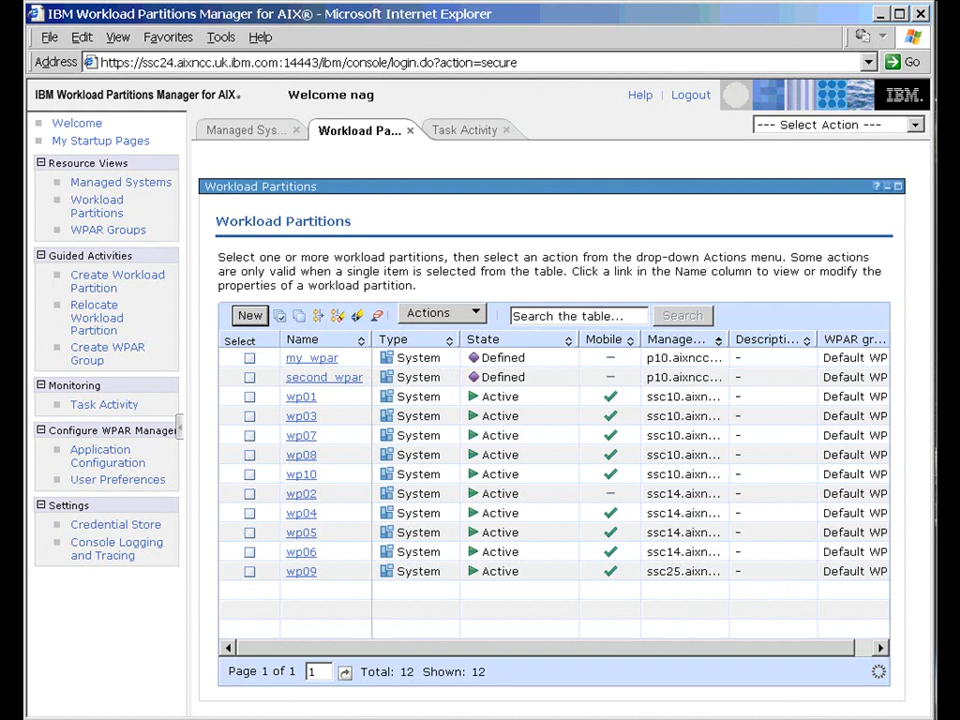 IBM Workload Partitions Manager for AIX® - Microsoft Internet Explorer
File Edit View Favorites Tools Help
Address https://ssc24.aixncc.uk.ibm.com:14443/ibm/console/login.do?action=secure Go
IBM Workload Partitions Manager for AIX® Welcome nag Help Logout IBM.
Managed Sys... Workload Pa... Task Activity --- Select Action ---
Welcome
My Startup Pages
Resource Views
Managed Systems
Workload
Partitions
WPAR Groups
Guided Activities
Create Workload
Partition
Relocate
Workload
Partition
Create WPAR
Group
Monitoring
Task Activity
Configure WPAR Manager
Application
Configuration
User Preferences
Settings
Credential Store
Console Logging
and Tracing
Workload Partitions
Workload Partitions
Select one or more workload partitions, then select an action from the drop-down Actions menu. Some actions
are only valid when a single item is selected from the table. Click a link in the Name column to view or modify the
properties of a workload partition.
New Actions Search the table... Search
Select Name Type State Mobile Manage... Descripti... WPAR gr...
my_wpar System Defined — p10.aixncc... - Default WP
second_wpar System Defined — p10.aixncc... - Default WP
wp01 System Active ssc10.aixn... - Default WP
wp03 System Active ssc10.aixn... - Default WP
wp07 System Active ssc10.aixn... - Default WP
wp08 System Active ssc10.aixn... - Default WP
wp10 System Active ssc10.aixn... - Default WP
wp02 System Active — ssc14.aixn... - Default WP
wp04 System Active ssc14.aixn... - Default WP
wp05 System Active ssc14.aixn... - Default WP
wp06 System Active ssc14.aixn... - Default WP
wp09 System Active ssc25.aixn... - Default WP
Page 1 of 1 1 Total: 12 Shown: 12